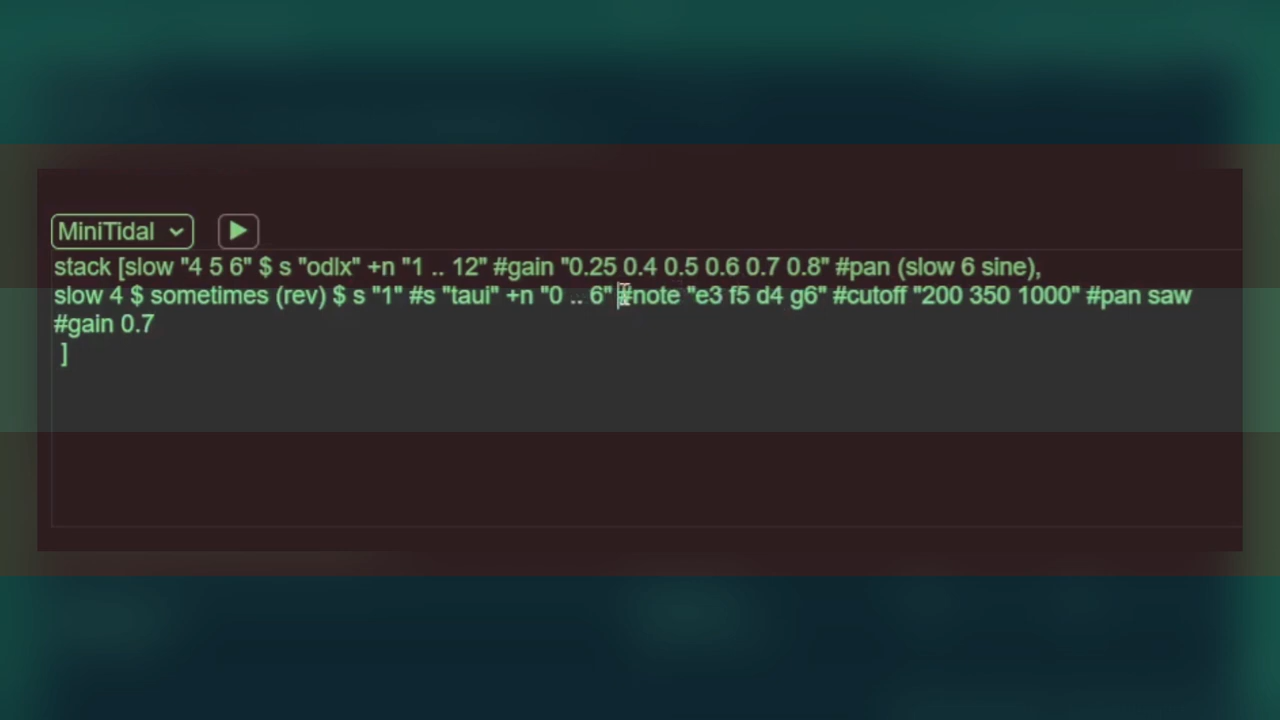 MiniTidal
stack [slow "4 5 6" $ s "odlx" +n "1 .. 12" #gain "0.25 0.4 0.5 0.6 0.7 0.8" #pan (slow 6 sine),
slow 4 $ sometimes (rev) $ s "1" #s "taui" +n "0 .. 6" #note "e3 f5 d4 g6" #cutoff "200 350 1000" #pan saw
#gain 0.7
]